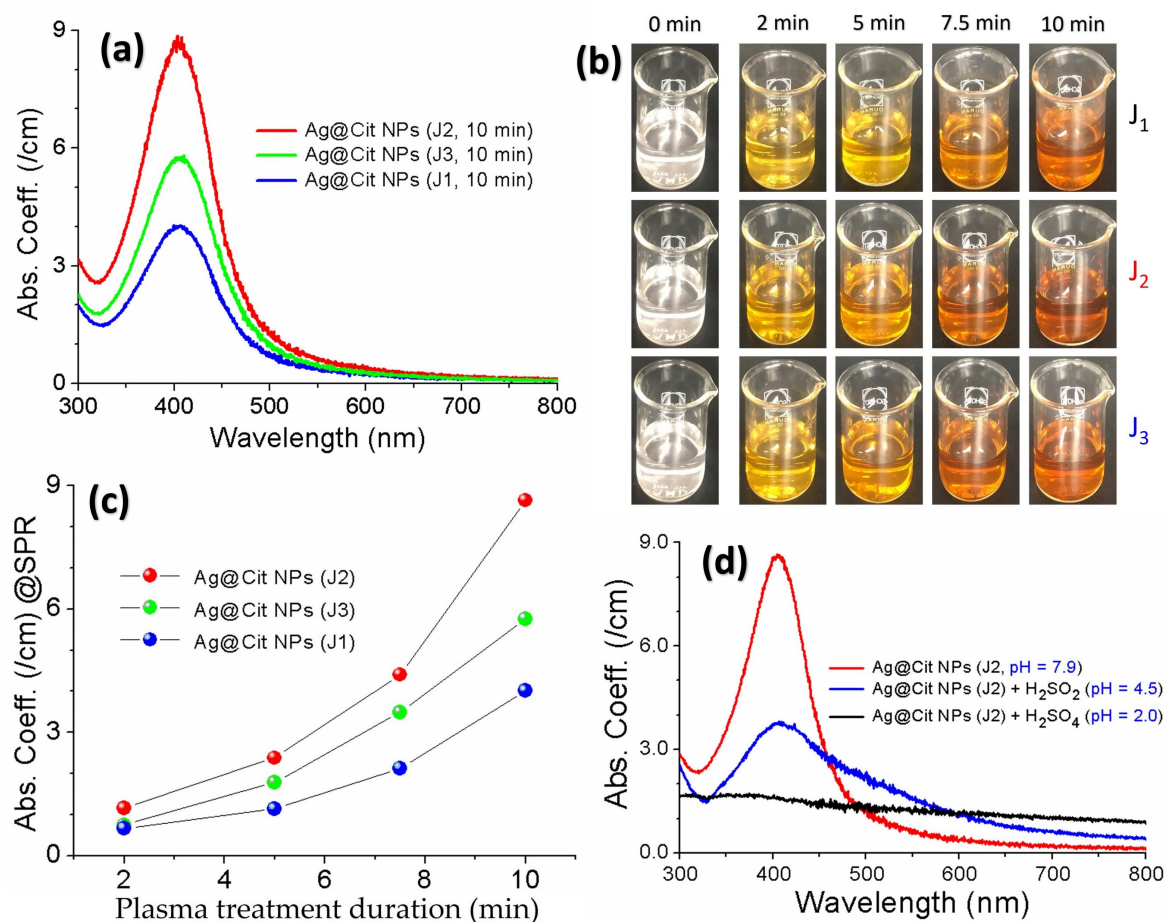 (a)
9
6
3
0
Abs. Coeff. (/cm)
Ag@Cit NPs (J2, 10 min)
Ag@Cit NPs (J3, 10 min)
Ag@Cit NPs (J1, 10 min)
300 400 500 600 700 800
Wavelength (nm)
(b)
0 min 2 min 5 min 7.5 min 10 min
J₁
J₂
J₃
(c)
9
6
3
0
Abs. Coeff. (/cm) @SPR
Ag@Cit NPs (J2)
Ag@Cit NPs (J3)
Ag@Cit NPs (J1)
2 4 6 8 10
Plasma treatment duration (min)
(d)
9.0
6.0
3.0
0.0
Abs. Coeff. (/cm)
Ag@Cit NPs (J2, pH = 7.9)
Ag@Cit NPs (J2) + H₂SO₂ (pH = 4.5)
Ag@Cit NPs (J2) + H₂SO₄ (pH = 2.0)
300 400 500 600 700 800
Wavelength (nm)